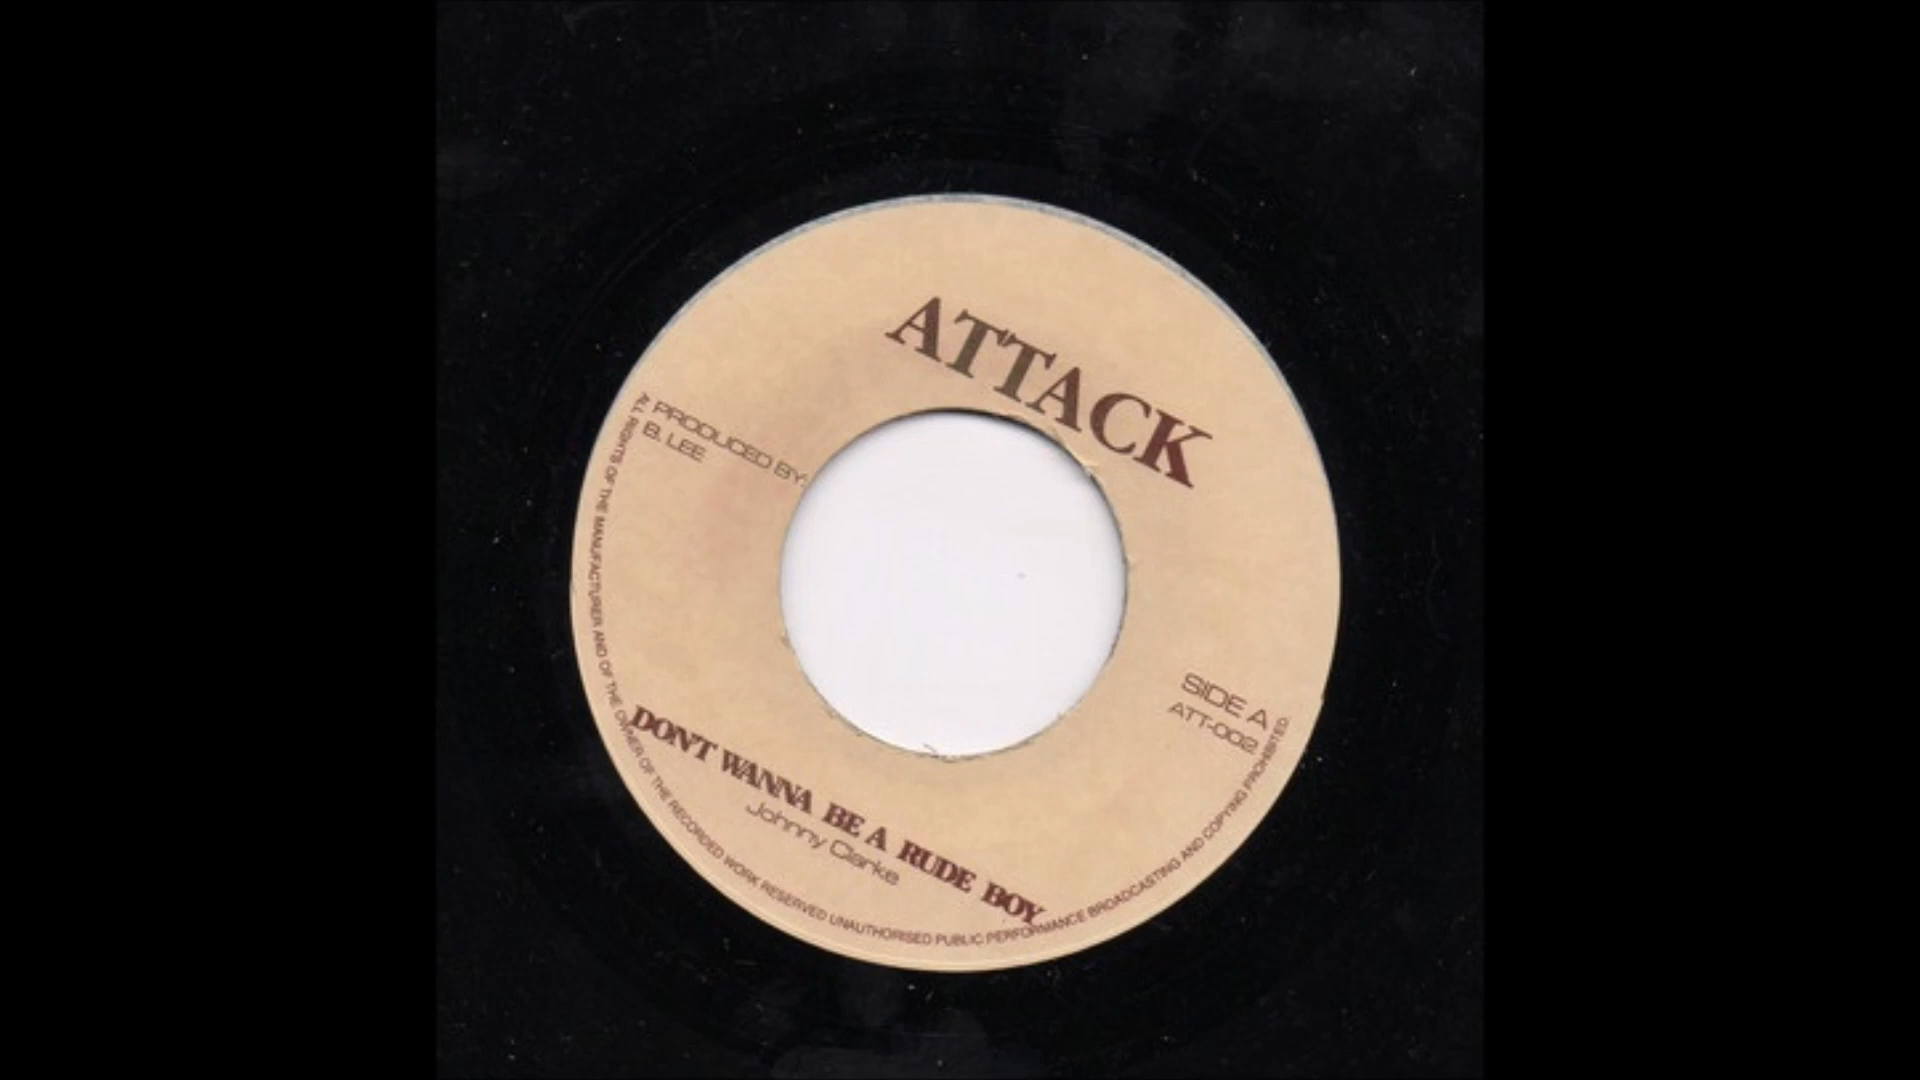 ATTACK
PRODUCED BY:
B. LEE
SIDE A
ATT-002
DON'T WANNA BE A RUDE BOY
Johnny Clarke
ALL RIGHTS OF THE MANUFACTURER AND OF THE OWNER OF THE RECORDED WORK RESERVED UNAUTHORISED PUBLIC PERFORMANCE BROADCASTING AND COPYING PROHIBITED.